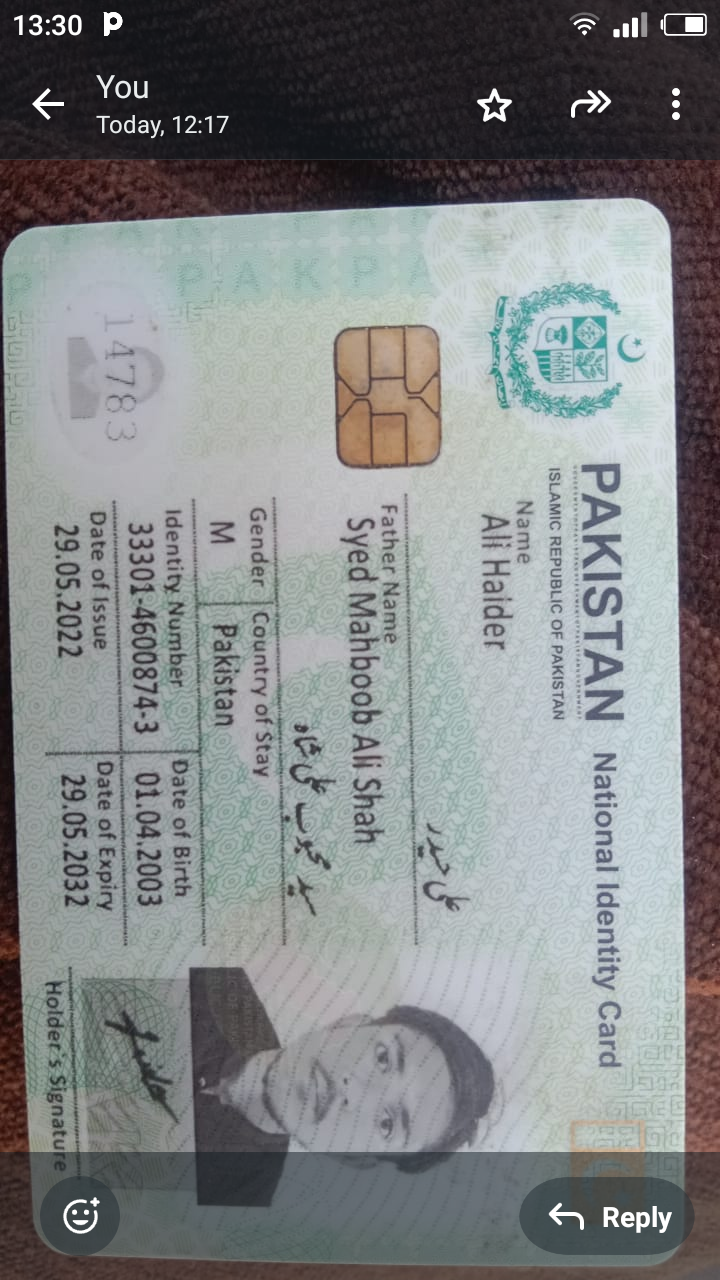 13:30
You
Today, 12:17
PAKISTAN National Identity Card
ISLAMIC REPUBLIC OF PAKISTAN
Name
Ali Haider
علی حیدر
Father Name
Syed Mahboob Ali Shah
سید محبوب علی شاہ
Gender Country of Stay
M Pakistan
Identity Number Date of Birth
33301-4600874-3 01.04.2003
Date of Issue Date of Expiry
29.05.2022 29.05.2032
Holder's Signature
14783
PAKPA
Reply